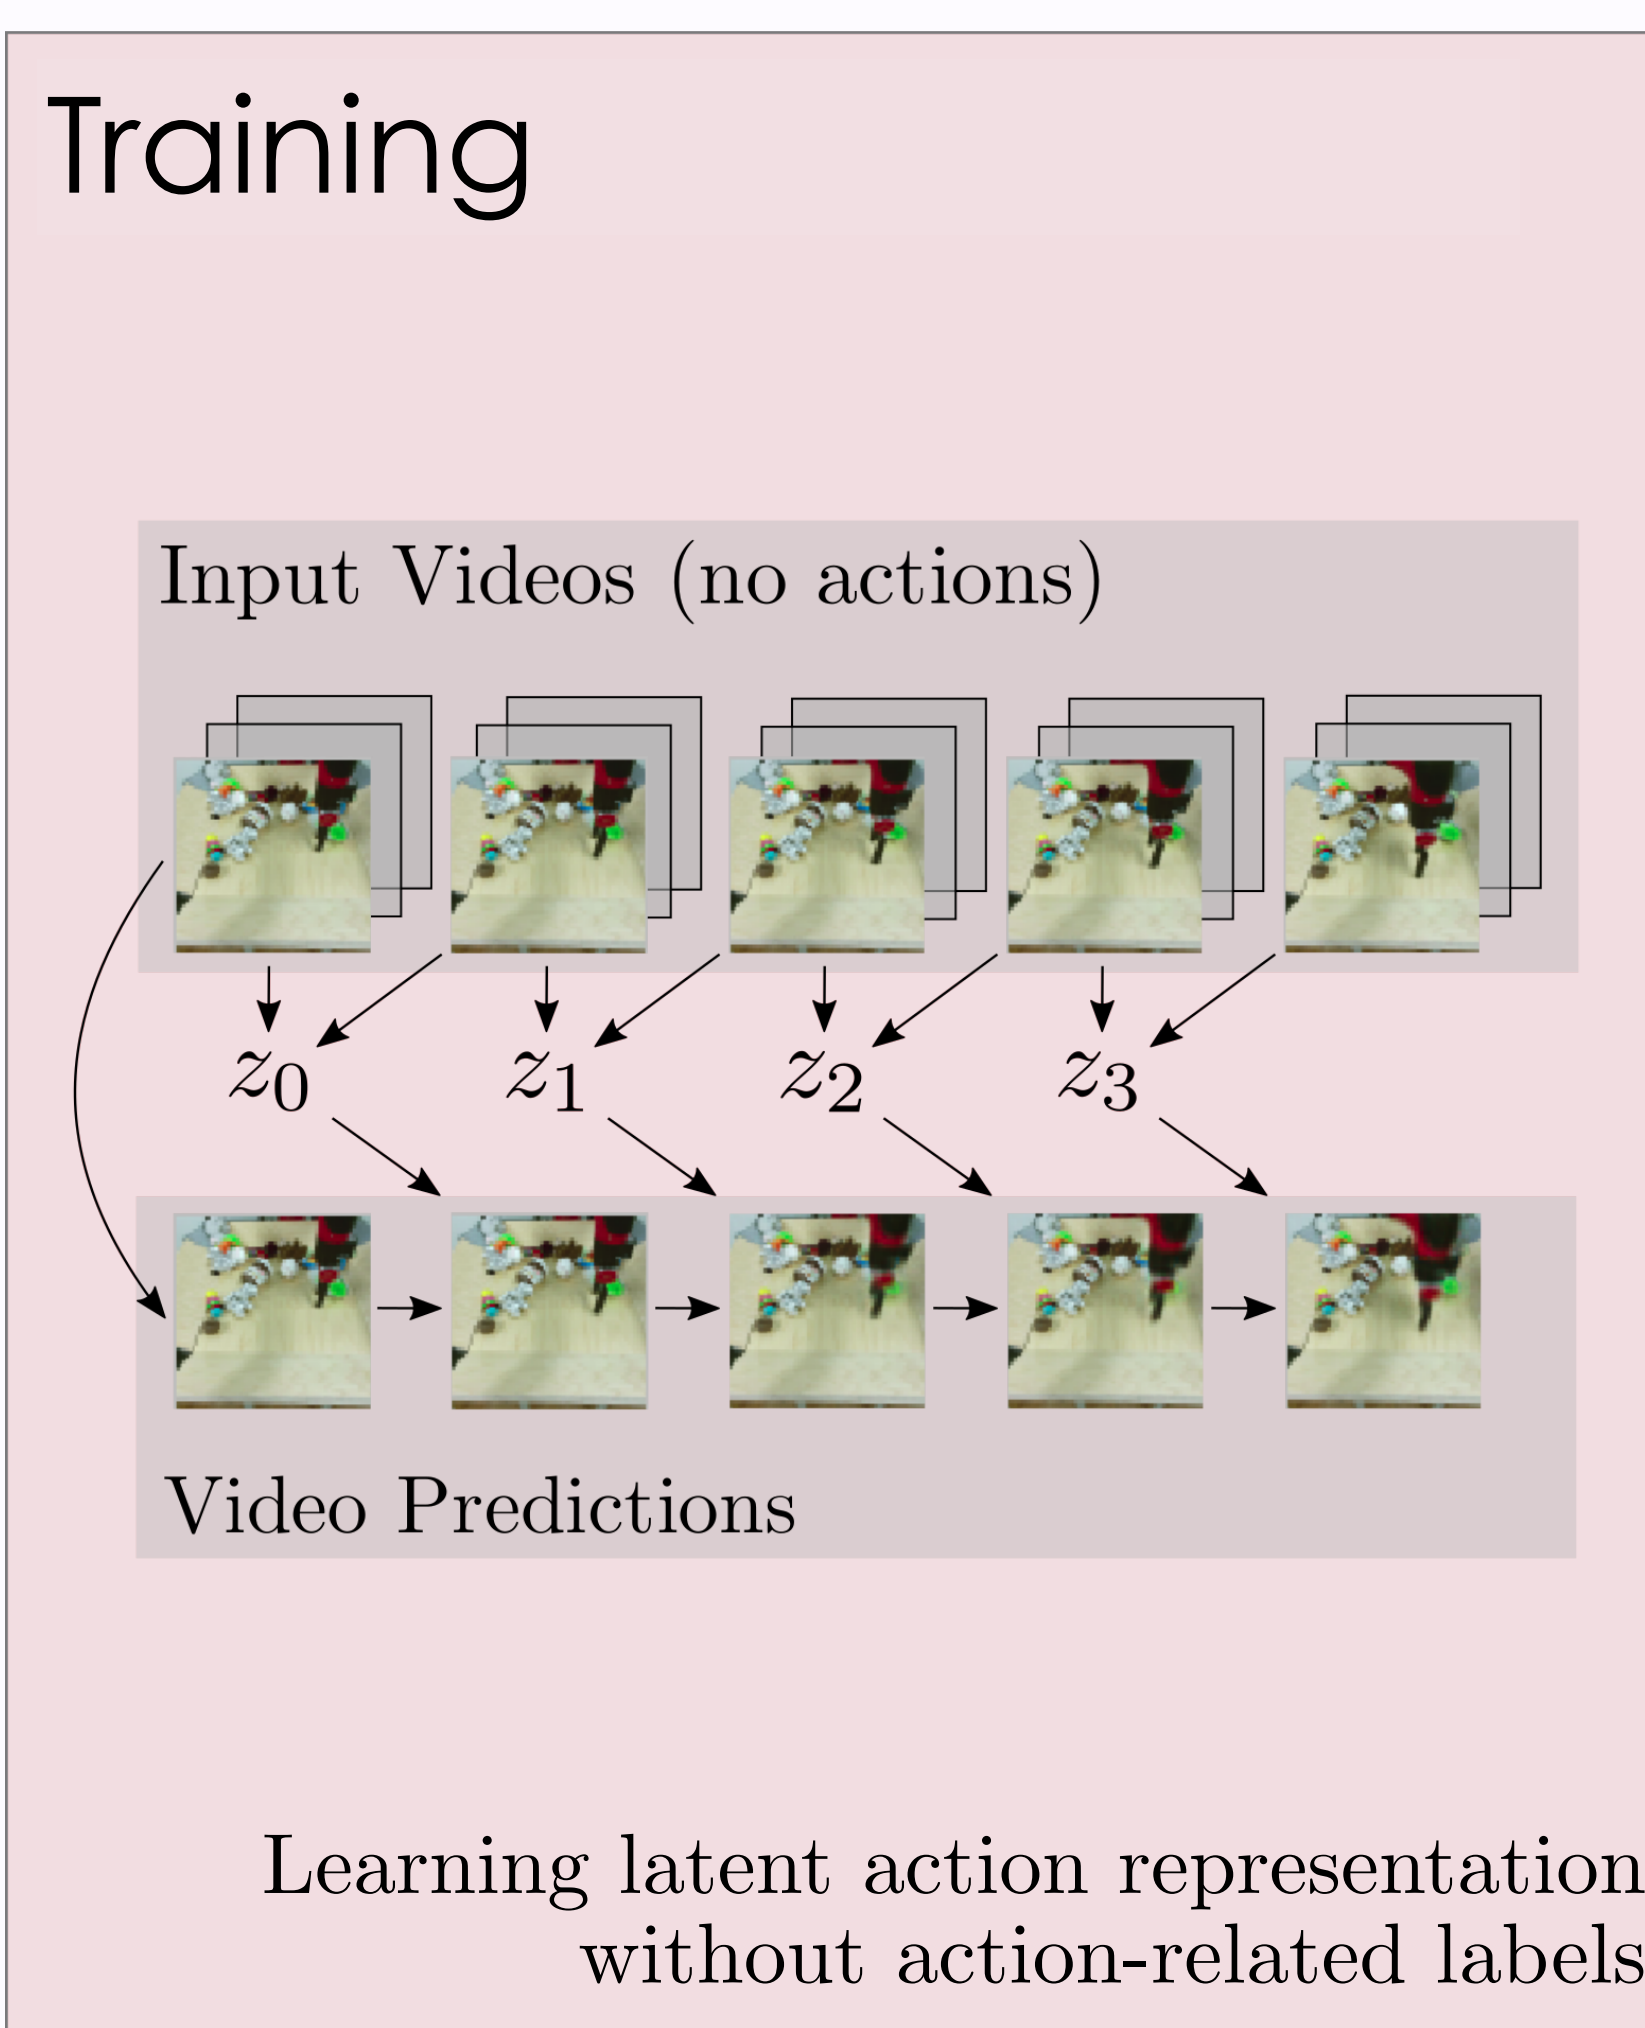 Training
Input Videos (no actions)
z0 z1 z2 z3
Video Predictions
Learning latent action representation
without action-related labels